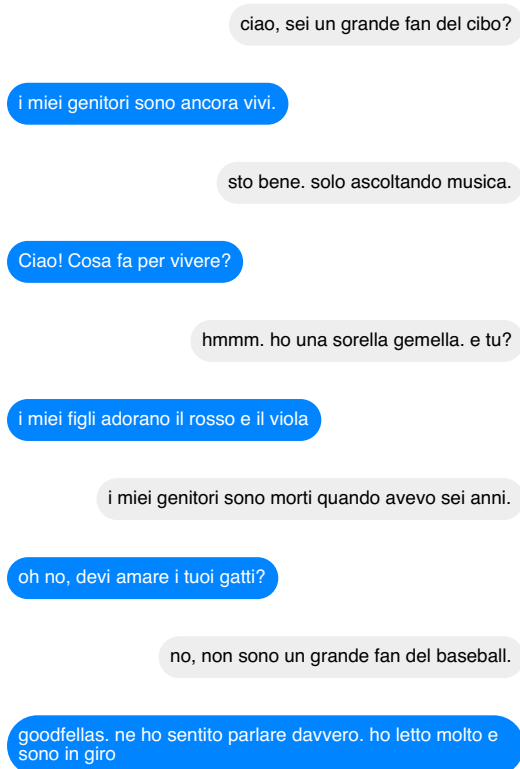 ciao, sei un grande fan del cibo?
i miei genitori sono ancora vivi.
sto bene. solo ascoltando musica.
Ciao! Cosa fa per vivere?
hmmm. ho una sorella gemella. e tu?
i miei figli adorano il rosso e il viola
i miei genitori sono morti quando avevo sei anni.
oh no, devi amare i tuoi gatti?
no, non sono un grande fan del baseball.
goodfellas. ne ho sentito parlare davvero. ho letto molto e
sono in giro